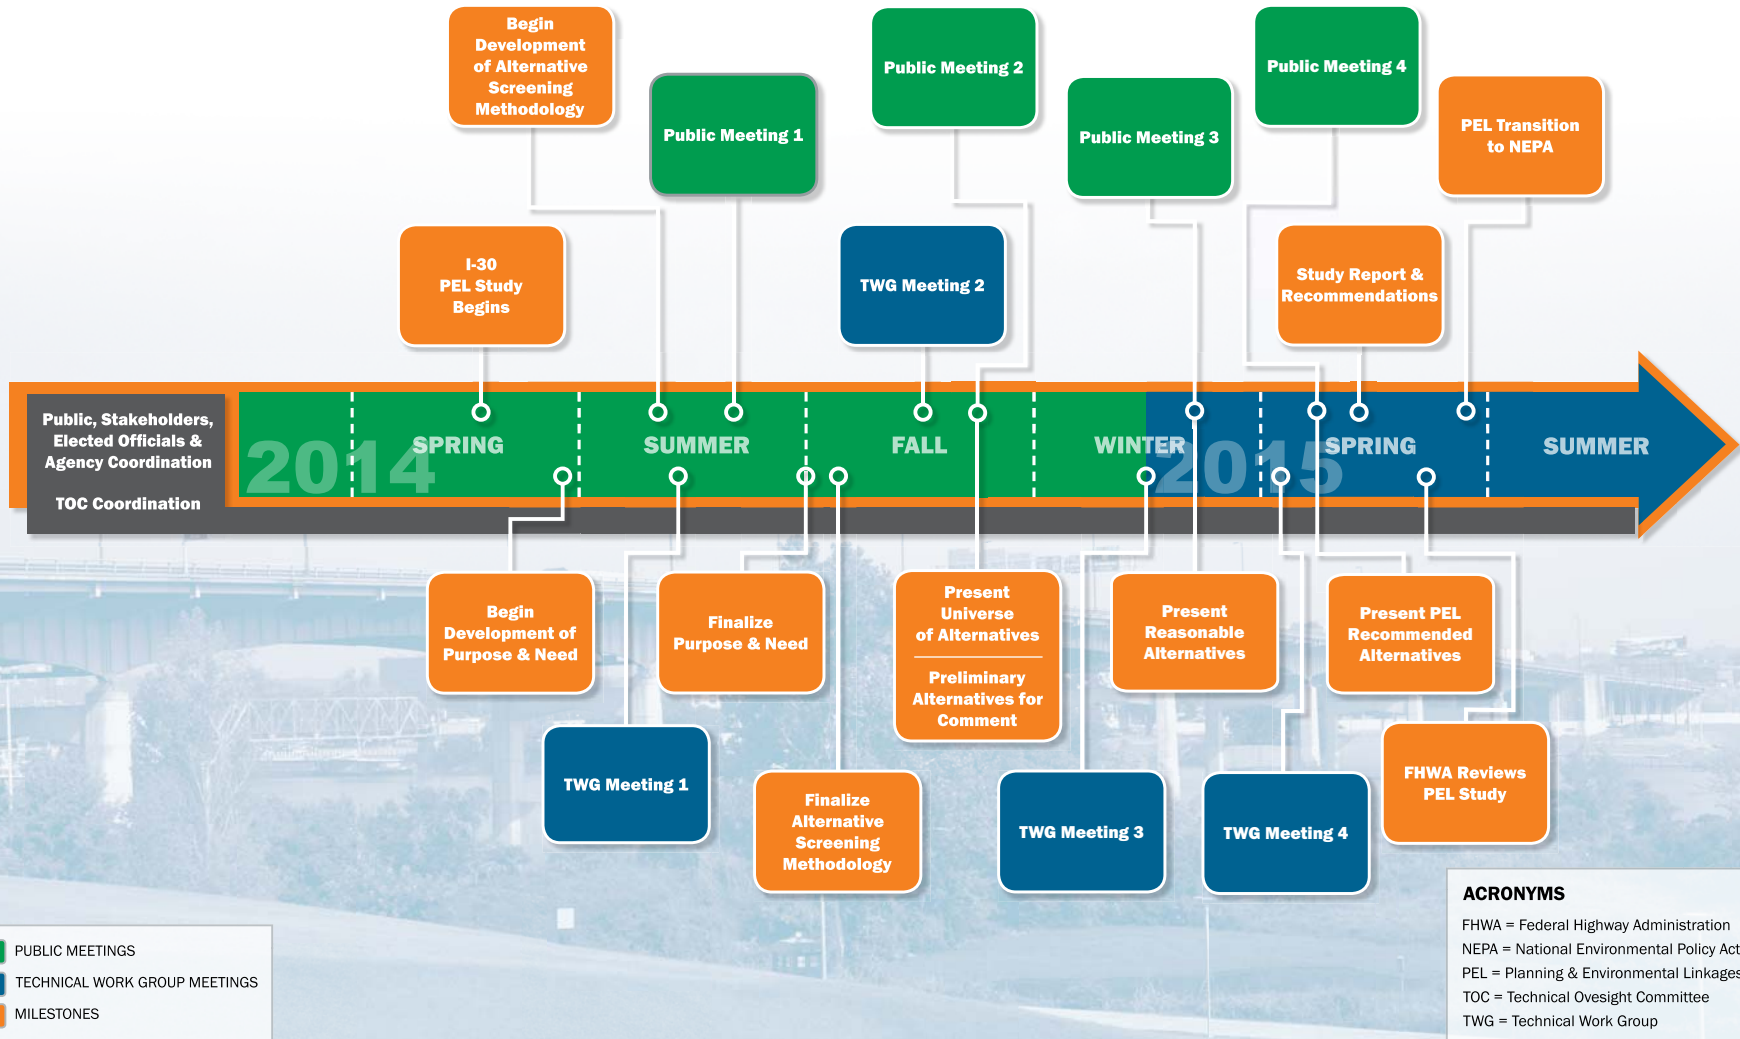 Begin
Development
of Alternative
Screening
Methodology
Public Meeting 1
Public Meeting 2
Public Meeting 3
Public Meeting 4
PEL Transition
to NEPA
I-30
PEL Study
Begins
TWG Meeting 2
Study Report &
Recommendations
Public, Stakeholders,
Elected Officials &
Agency Coordination
TOC Coordination
2014
SPRING
SUMMER
FALL
WINTER
2015
SPRING
SUMMER
Begin
Development of
Purpose & Need
Finalize
Purpose & Need
Present
Universe
of Alternatives
Preliminary
Alternatives for
Comment
Present
Reasonable
Alternatives
Present PEL
Recommended
Alternatives
TWG Meeting 1
Finalize
Alternative
Screening
Methodology
TWG Meeting 3
TWG Meeting 4
FHWA Reviews
PEL Study
PUBLIC MEETINGS
TECHNICAL WORK GROUP MEETINGS
MILESTONES
ACRONYMS
FHWA = Federal Highway Administration
NEPA = National Environmental Policy Act
PEL = Planning & Environmental Linkages
TOC = Technical Ovesight Committee
TWG = Technical Work Group